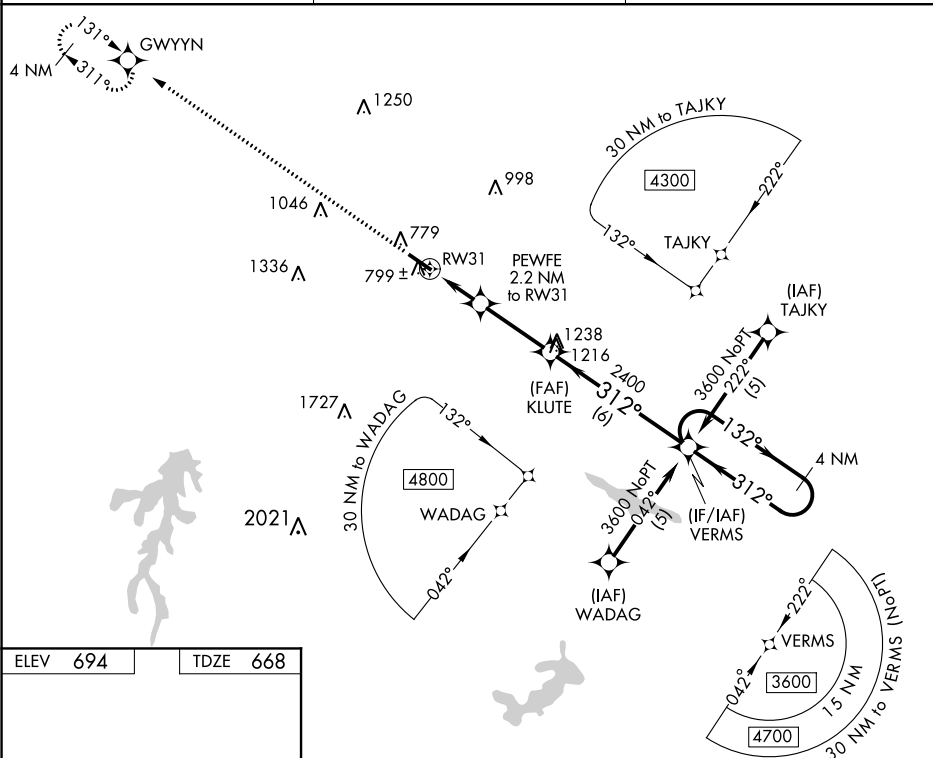 131°
GWYYN
4 NM
311°
1250
30 NM to TAJKY
998
4300
222°
1046
779
132°
TAJKY
RW31
PEWFE
2.2 NM
to RW31
1336
799 ±
(IAF)
TAJKY
1238
1216
3600 NoPT
222°
(5)
(FAF)
KLUTE
2400
312°
(6)
1727
30 NM to WADAG
132°
132°
4 NM
4800
312°
3600 NoPT
042°
(5)
(IF/IAF)
VERMS
WADAG
2021
042°
(IAF)
WADAG
222°
VERMS
30 NM to VERMS (NoPT)
042°
3600
15 NM
4700
ELEV 694
TDZE 668